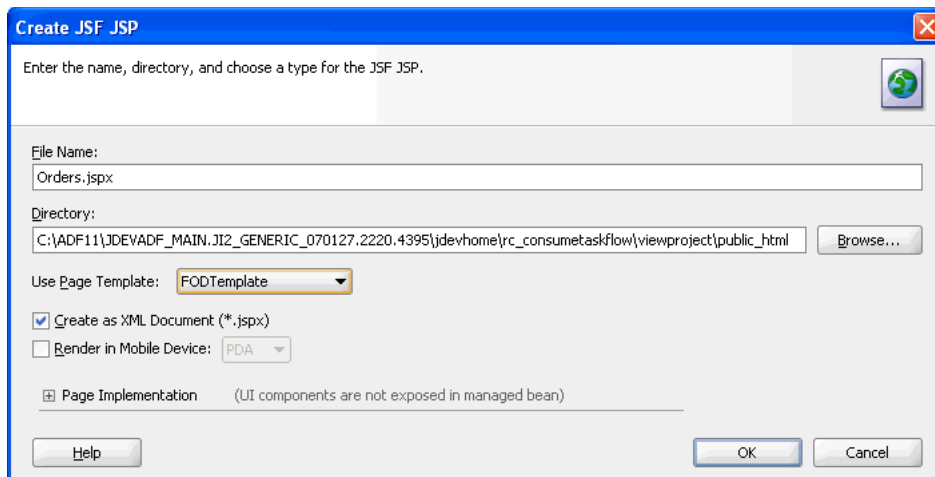 Create JSF JSP
Enter the name, directory, and choose a type for the JSF JSP.
File Name:
Orders.jspx
Directory:
C:\ADF11\JDEVADF_MAIN.JI2_GENERIC_070127.2220.4395\jdevhome\rc_consumetaskflow\viewproject\public_html
Browse...
Use Page Template: FODTemplate
Create as XML Document (*.jspx)
Render in Mobile Device: PDA
Page Implementation (UI components are not exposed in managed bean)
Help OK Cancel